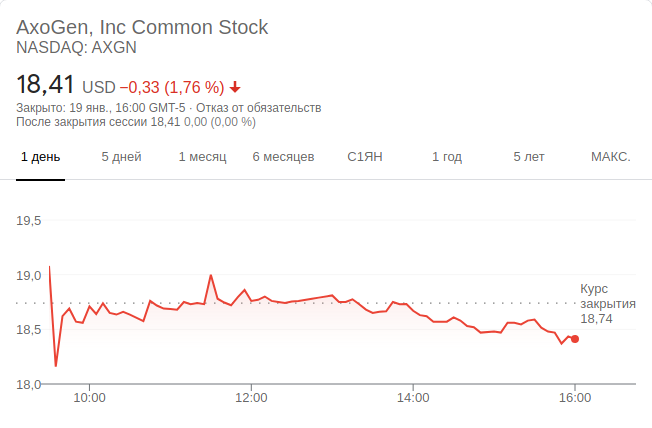 AxoGen, Inc Common Stock
NASDAQ: AXGN
18,41 USD −0,33 (1,76 %)
Закрыто: 19 янв., 16:00 GMT-5 · Отказ от обязательств
После закрытия сессии 18,41 0,00 (0,00 %)
1 день 5 дней 1 месяц 6 месяцев С1ЯН 1 год 5 лет МАКС.
19,5
19,0
Курс
закрытия
18,74
18,5
18,0
10:00 12:00 14:00 16:00